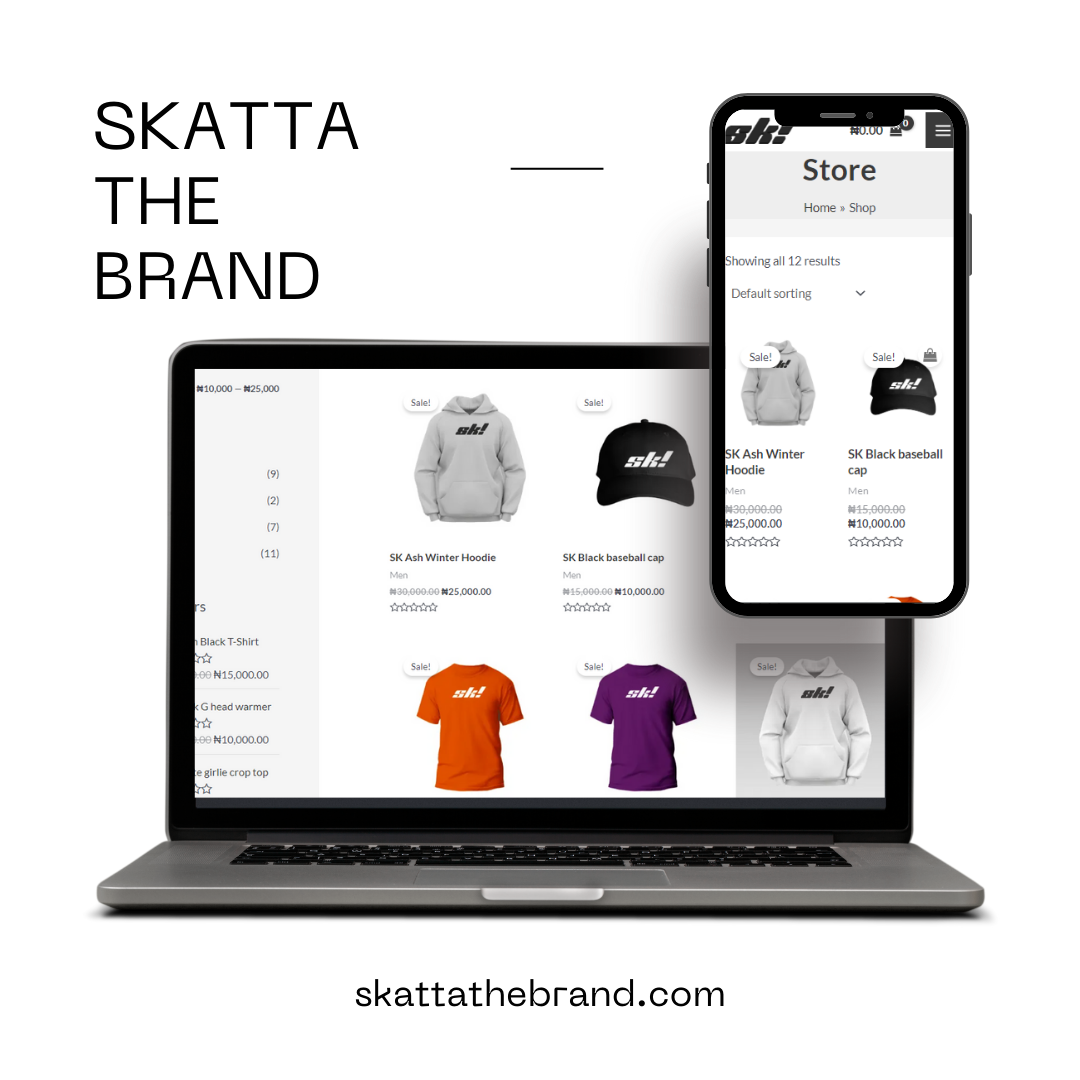 SKATTA
THE
BRAND
sk!
₦0.00
0
Store
Home » Shop
Showing all 12 results
Default sorting
Sale!
sk!
Sale!
sk!
SK Ash Winter
Hoodie
Men
₦30,000.00
₦25,000.00
SK Black baseball
cap
Men
₦15,000.00
₦10,000.00
₦10,000 — ₦25,000
(9)
(2)
(7)
(11)
rs
Black T-Shirt
.00 ₦15,000.00
G head warmer
.00 ₦10,000.00
te girlie crop top
Sale!
sk!
SK Ash Winter Hoodie
Men
₦30,000.00 ₦25,000.00
Sale!
sk!
SK Black baseball cap
Men
₦15,000.00 ₦10,000.00
Sale!
sk!
Sale!
sk!
Sale!
sk!
skattathebrand.com